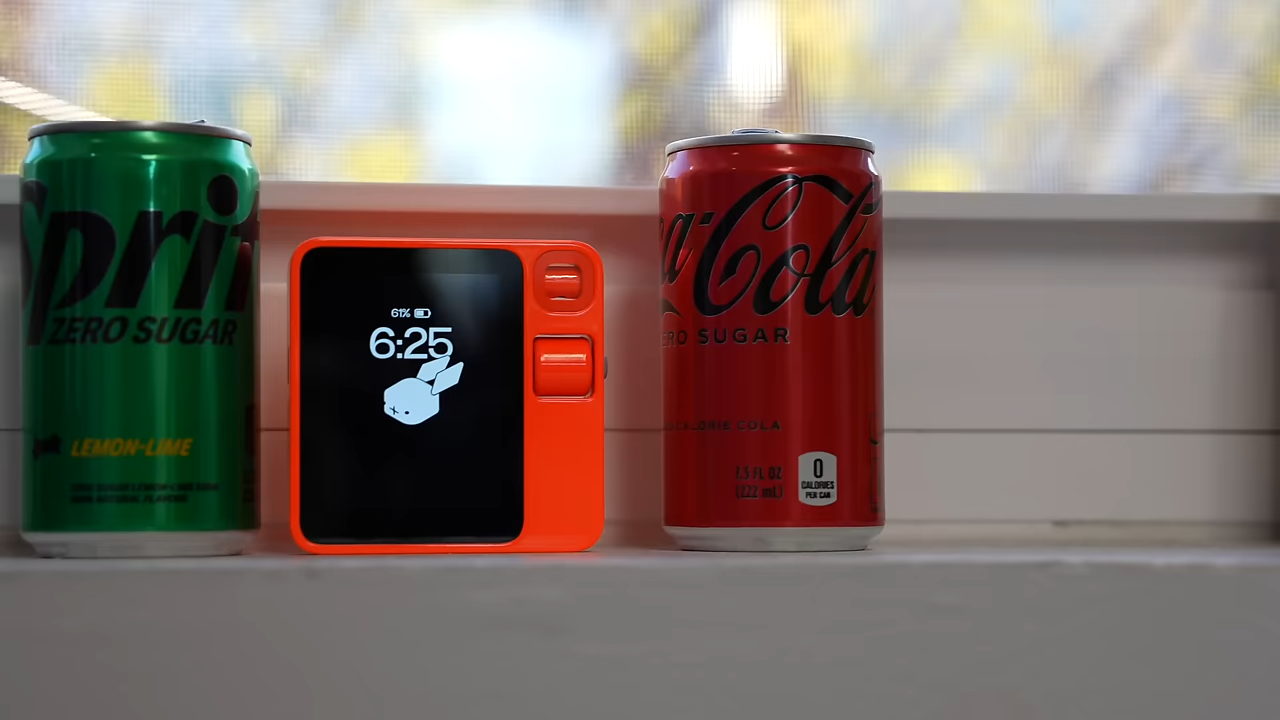 Sprit
ZERO SUGAR
LEMON-LIME
61%
6:25
a-Cola
ERO SUGAR
CALORIE COLA
7.5 FL OZ
(222 mL)
0
CALORIES
PER CAN